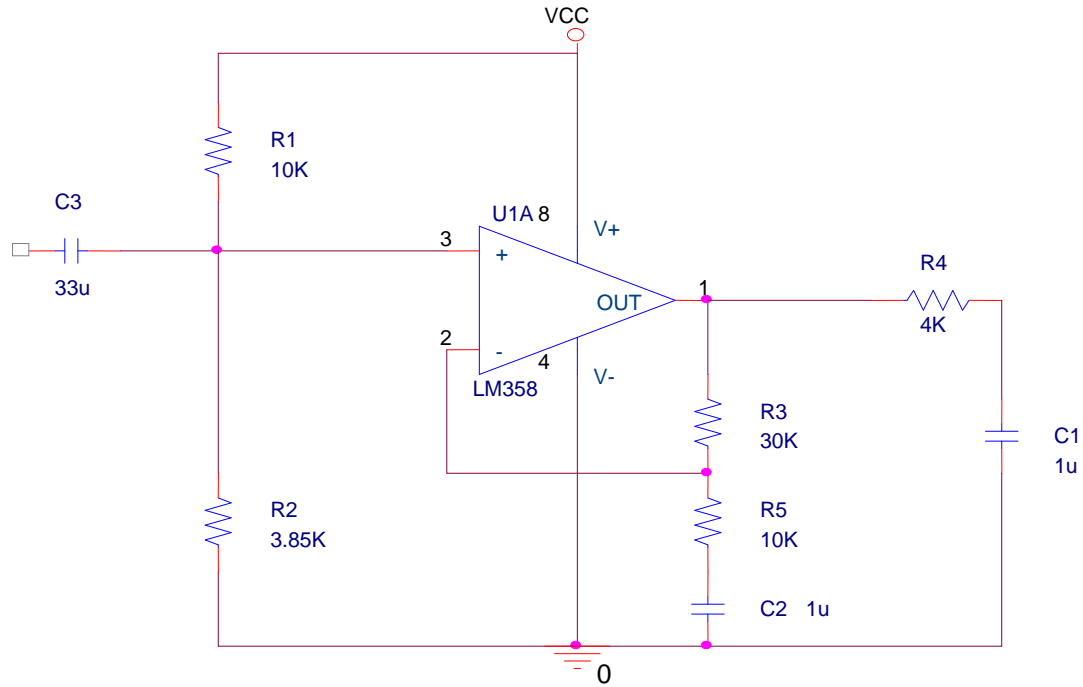 VCC
R1
10K
C3
33u
U1A 8
V+
3
+
OUT
1
R4
4K
2
-
4
V-
LM358
R3
30K
C1
1u
R2
3.85K
R5
10K
C2 1u
0